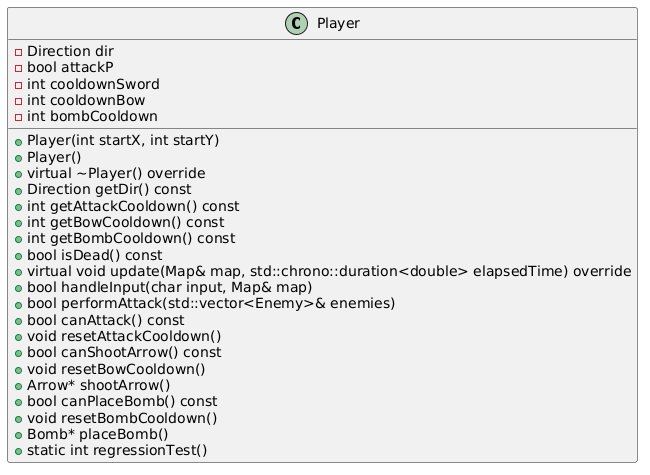 C Player
Direction dir
bool attackP
int cooldownSword
int cooldownBow
int bombCooldown
Player(int startX, int startY)
Player()
virtual ~Player() override
Direction getDir() const
int getAttackCooldown() const
int getBowCooldown() const
int getBombCooldown() const
bool isDead() const
virtual void update(Map& map, std::chrono::duration<double> elapsedTime) override
bool handleInput(char input, Map& map)
bool performAttack(std::vector<Enemy>& enemies)
bool canAttack() const
void resetAttackCooldown()
bool canShootArrow() const
void resetBowCooldown()
Arrow* shootArrow()
bool canPlaceBomb() const
void resetBombCooldown()
Bomb* placeBomb()
static int regressionTest()